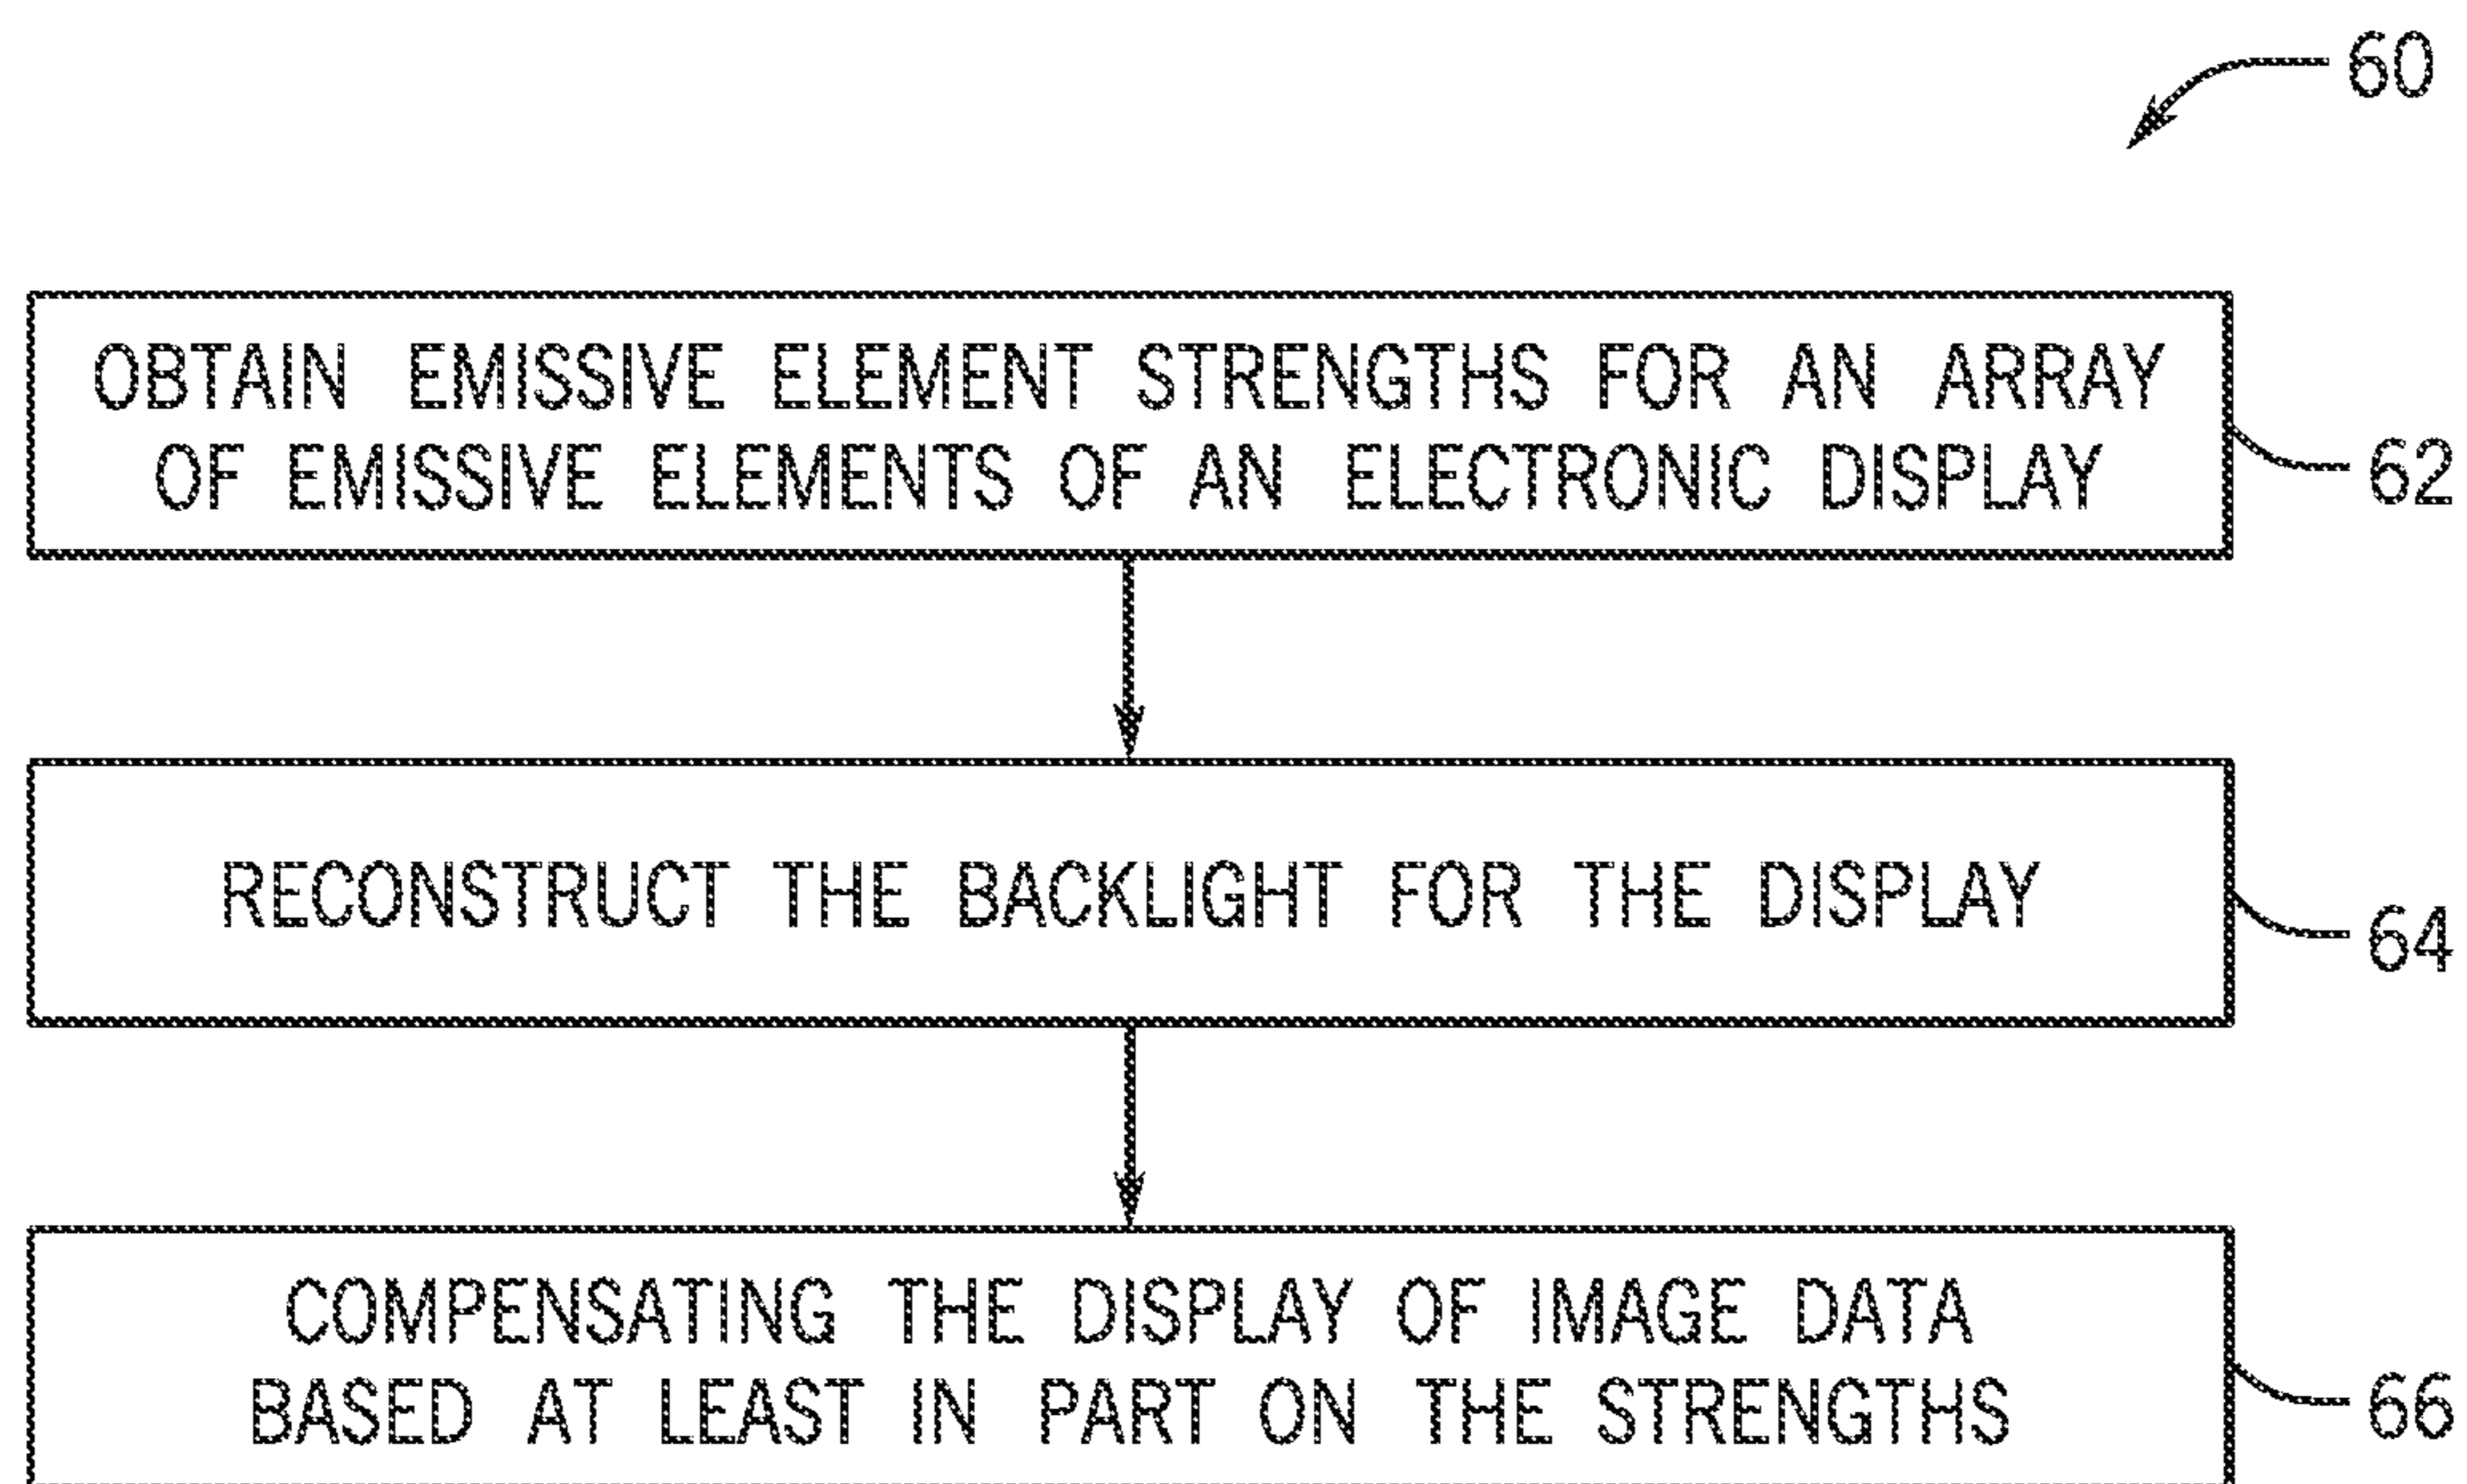 60
OBTAIN EMISSIVE ELEMENT STRENGTHS FOR AN ARRAY
OF EMISSIVE ELEMENTS OF AN ELECTRONIC DISPLAY
62
RECONSTRUCT THE BACKLIGHT FOR THE DISPLAY
64
COMPENSATING THE DISPLAY OF IMAGE DATA
BASED AT LEAST IN PART ON THE STRENGTHS
66